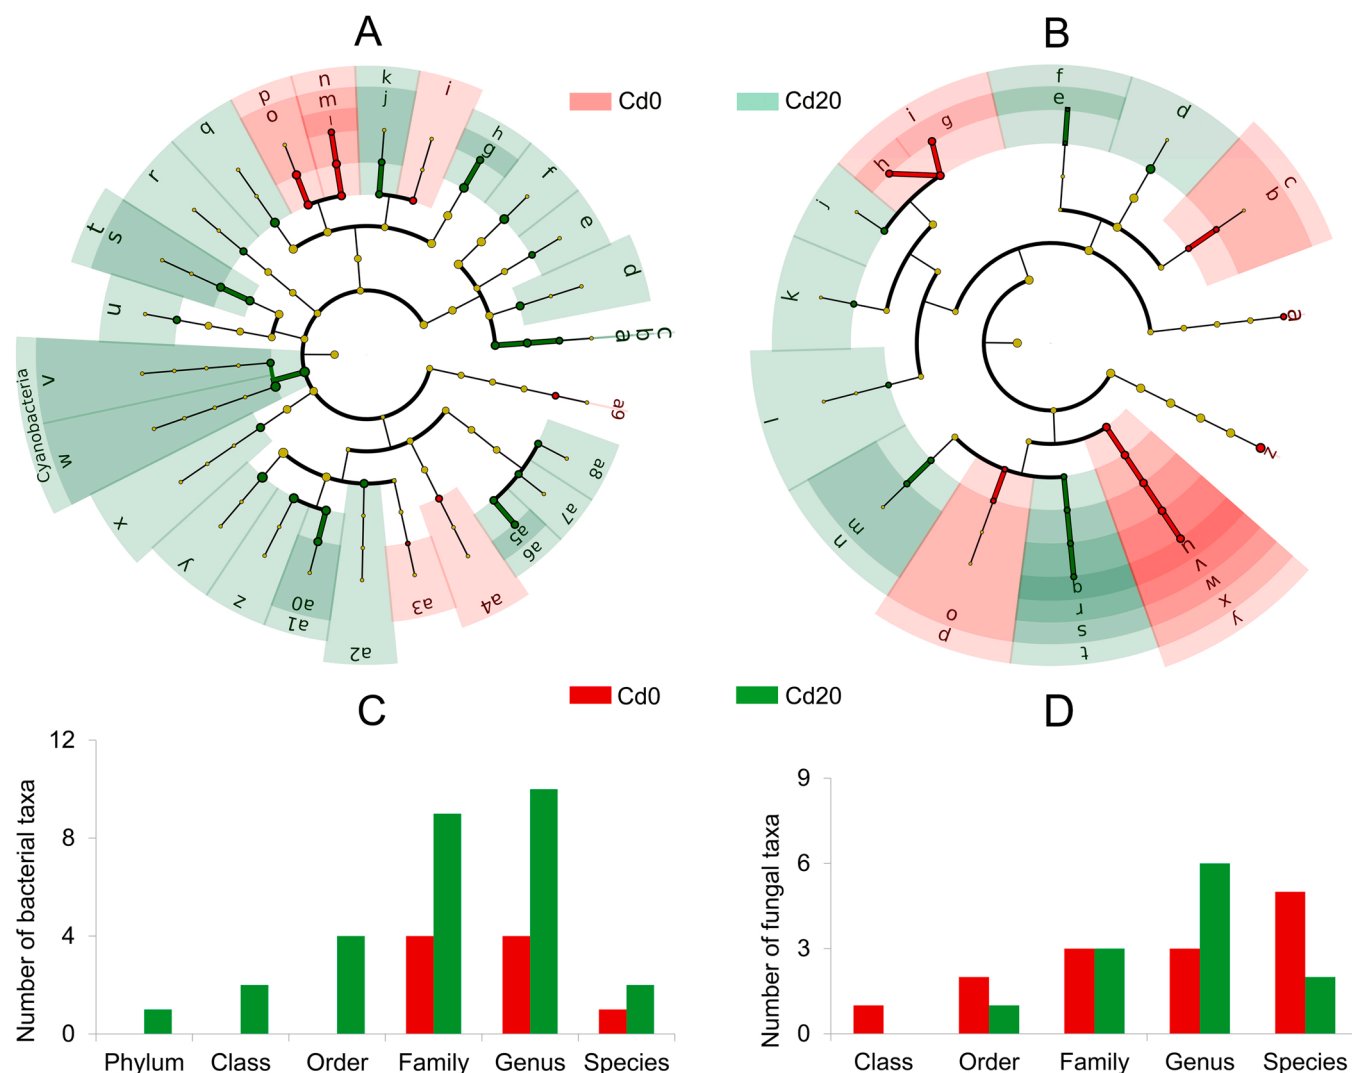 A
B
Cd0
Cd20
p
o
n
m
l
k
j
i
h
g
f
e
d
c
b
a
q
r
t
s
u
Cyanobacteria
v
w
x
y
z
a0
a1
a2
a3
a4
a5
a6
a7
a8
a9
f
e
d
c
b
a
i
g
h
j
k
l
m
n
o
p
q
r
s
t
u
v
w
x
y
z
Cd0
Cd20
C
D
Number of bacterial taxa
12
8
4
0
Phylum
Class
Order
Family
Genus
Species
Number of fungal taxa
9
6
3
0
Class
Order
Family
Genus
Species